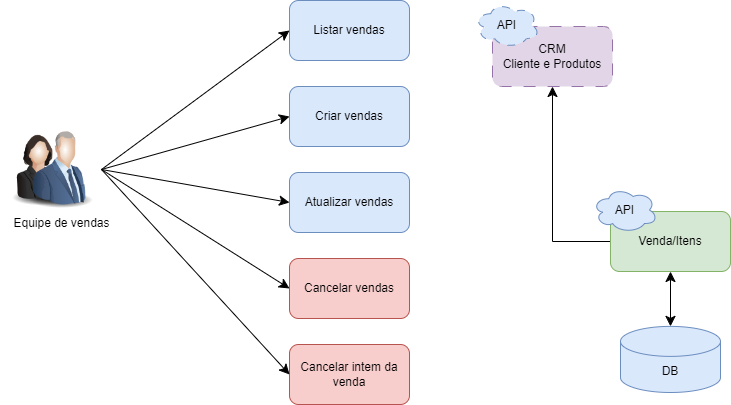 Listar vendas
Criar vendas
Atualizar vendas
Cancelar vendas
Cancelar intem da
venda
Equipe de vendas
API
CRM
Cliente e Produtos
API
Venda/Itens
DB